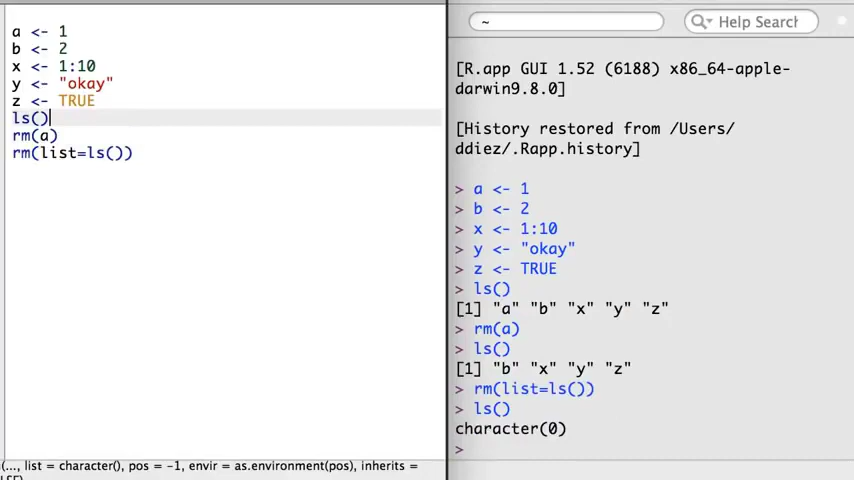 a <- 1
b <- 2
x <- 1:10
y <- "okay"
z <- TRUE
ls()
rm(a)
rm(list=ls())
(..., list = character(), pos = -1, envir = as.environment(pos), inherits =
~
Help Search
[R.app GUI 1.52 (6188) x86_64-apple-
darwin9.8.0]
[History restored from /Users/
ddiez/.Rapp.history]
> a <- 1
> b <- 2
> x <- 1:10
> y <- "okay"
> z <- TRUE
> ls()
[1] "a" "b" "x" "y" "z"
> rm(a)
> ls()
[1] "b" "x" "y" "z"
> rm(list=ls())
> ls()
character(0)
>